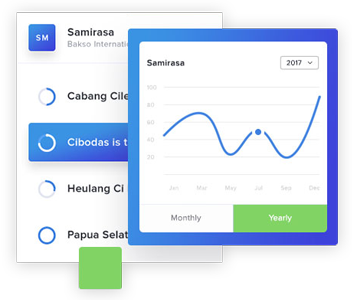 SM
Samirasa
Bakso Internatio
Cabang Cile
Cibodas is t
Heulang Ci
Papua Selat
Samirasa
2017
100
80
60
40
20
Jan
Mar
May
Jul
Sep
Dec
Monthly
Yearly